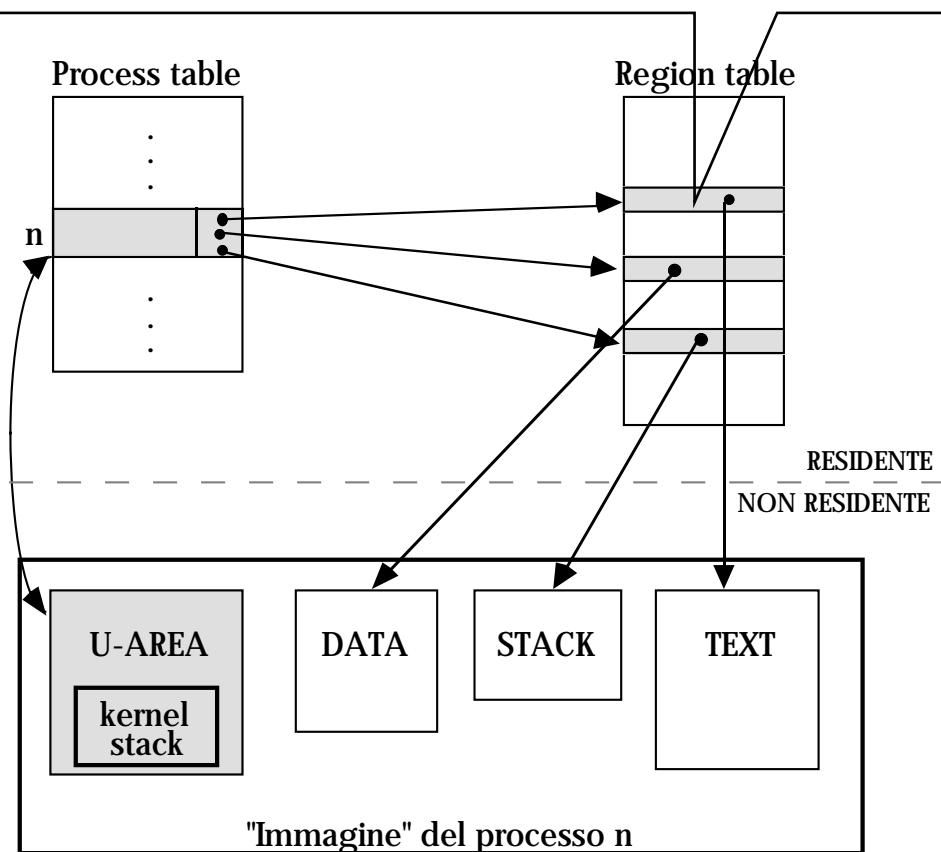 Process table
Region table
n
RESIDENTE
NON RESIDENTE
U-AREA
DATA
STACK
TEXT
kernel
stack
"Immagine" del processo n